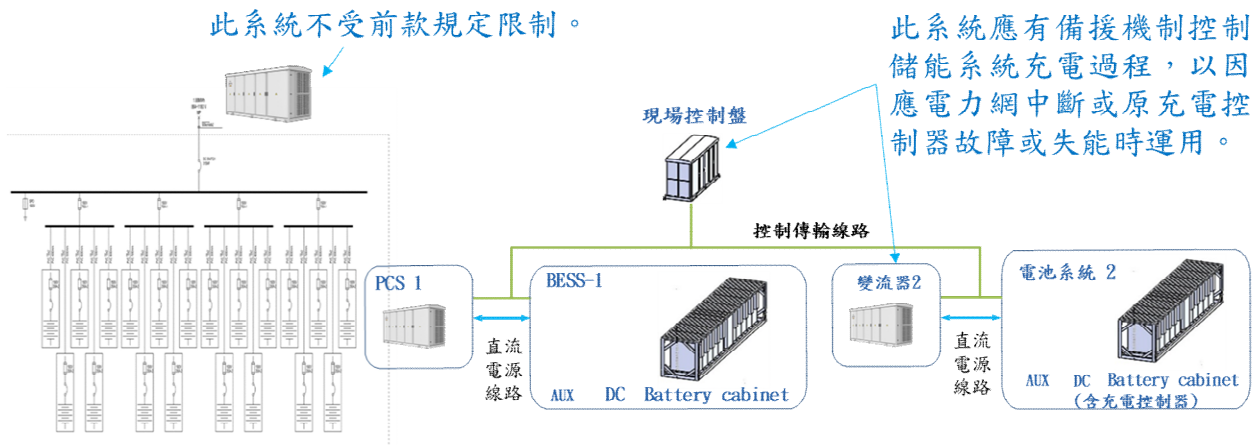 此系統不受前款規定限制。
此系統應有備援機制控制
儲能系統充電過程，以因
應電力網中斷或原充電控
制器故障或失能時運用。
現場控制盤
控制傳輸線路
PCS 1
BESS-1
變流器2
電池系統 2
直流
電源
線路
直流
電源
線路
AUX DC Battery cabinet
AUX DC Battery cabinet
(含充電控制器)